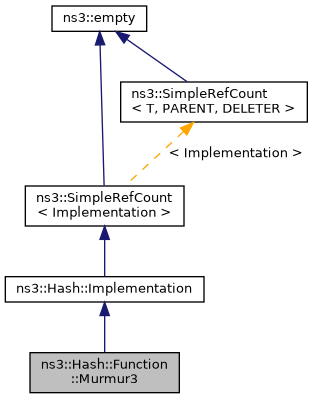 ns3::empty
ns3::SimpleRefCount
< T, PARENT, DELETER >
< Implementation >
ns3::SimpleRefCount
< Implementation >
ns3::Hash::Implementation
ns3::Hash::Function
::Murmur3